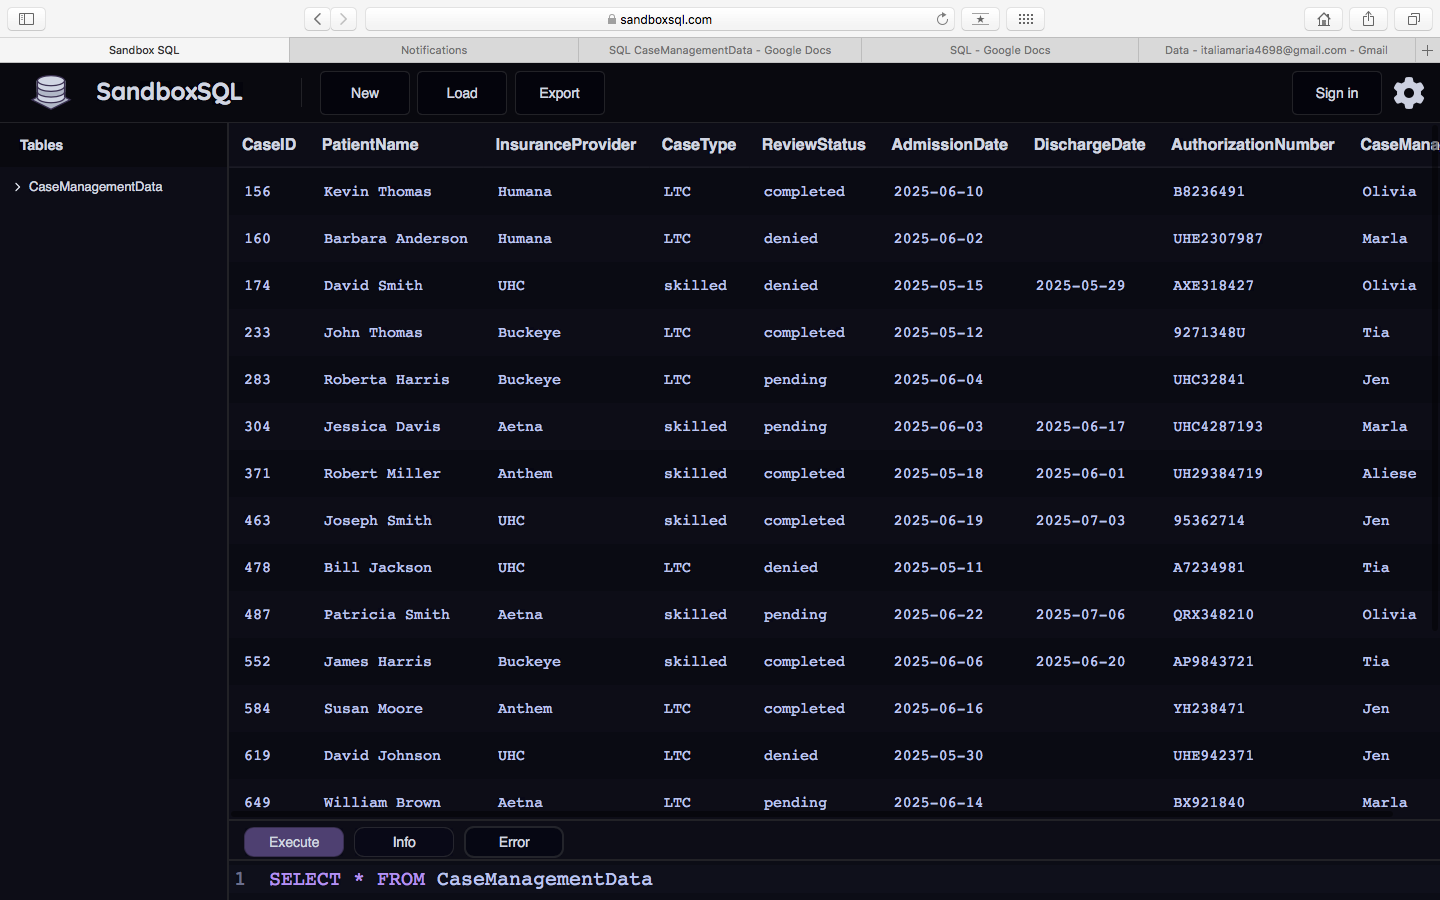 sandboxsql.com
Sandbox SQL Notifications SQL CaseManagementData - Google Docs SQL - Google Docs Data - italiamaria4698@gmail.com - Gmail
SandboxSQL New Load Export Sign in
Tables CaseID PatientName InsuranceProvider CaseType ReviewStatus AdmissionDate DischargeDate AuthorizationNumber CaseMana
CaseManagementData 156 Kevin Thomas Humana LTC completed 2025-06-10 B8236491 Olivia
160 Barbara Anderson Humana LTC denied 2025-06-02 UHE2307987 Marla
174 David Smith UHC skilled denied 2025-05-15 2025-05-29 AXE318427 Olivia
233 John Thomas Buckeye LTC completed 2025-05-12 9271348U Tia
283 Roberta Harris Buckeye LTC pending 2025-06-04 UHC32841 Jen
304 Jessica Davis Aetna skilled pending 2025-06-03 2025-06-17 UHC4287193 Marla
371 Robert Miller Anthem skilled completed 2025-05-18 2025-06-01 UH29384719 Aliese
463 Joseph Smith UHC skilled completed 2025-06-19 2025-07-03 95362714 Jen
478 Bill Jackson UHC LTC denied 2025-05-11 A7234981 Tia
487 Patricia Smith Aetna skilled pending 2025-06-22 2025-07-06 QRX348210 Olivia
552 James Harris Buckeye skilled completed 2025-06-06 2025-06-20 AP9843721 Tia
584 Susan Moore Anthem LTC completed 2025-06-16 YH238471 Jen
619 David Johnson UHC LTC denied 2025-05-30 UHE942371 Jen
649 William Brown Aetna LTC pending 2025-06-14 BX921840 Marla
Execute Info Error
1 SELECT * FROM CaseManagementData